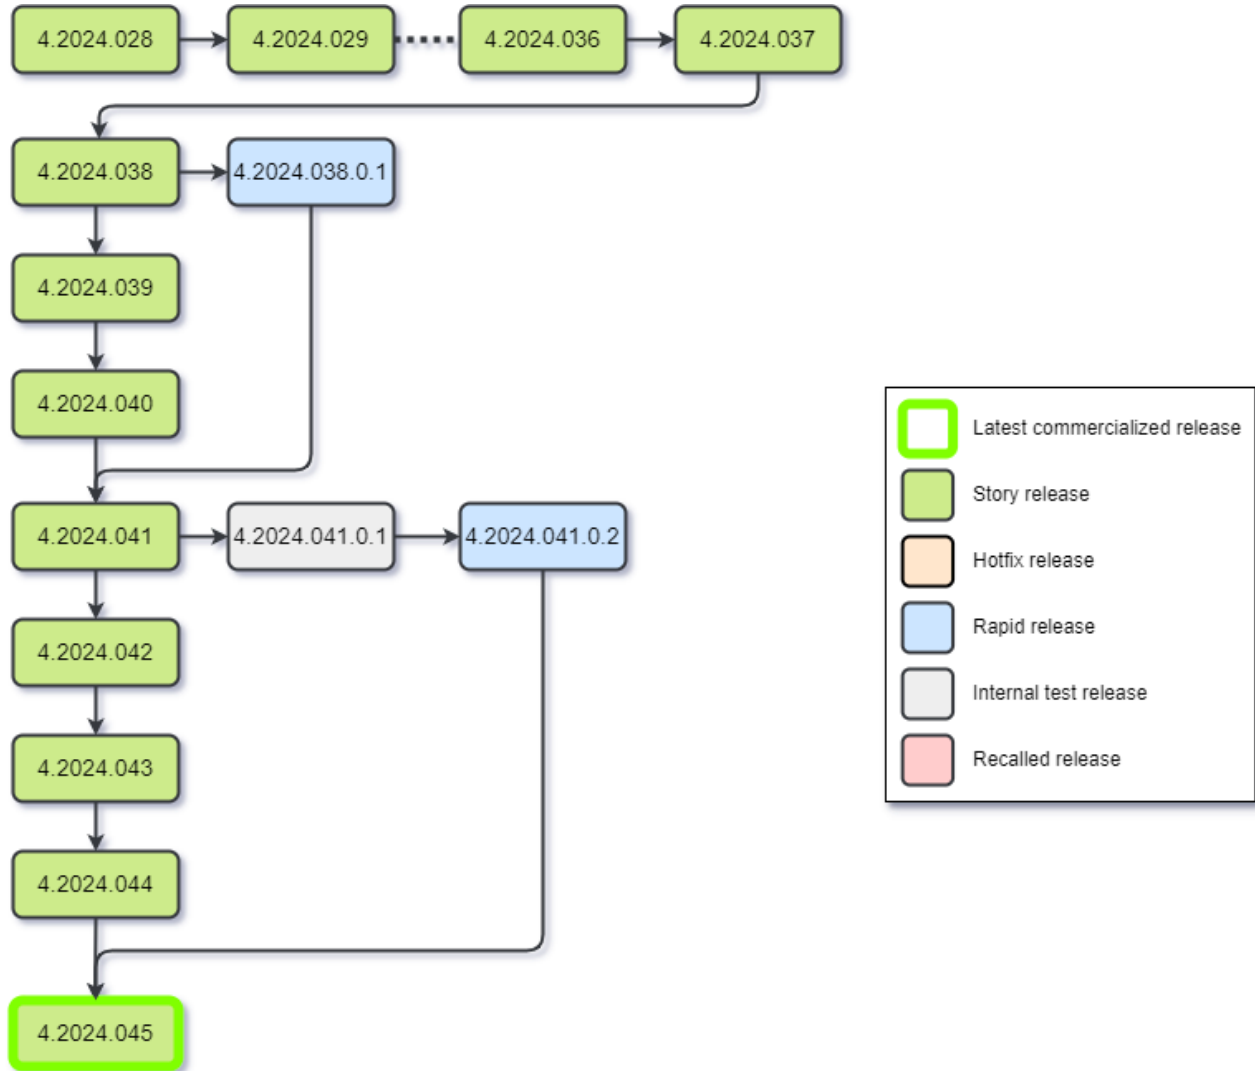 4.2024.028
4.2024.029
4.2024.036
4.2024.037
4.2024.038
4.2024.038.0.1
4.2024.039
4.2024.040
4.2024.041
4.2024.041.0.1
4.2024.041.0.2
4.2024.042
4.2024.043
4.2024.044
4.2024.045
Latest commercialized release
Story release
Hotfix release
Rapid release
Internal test release
Recalled release